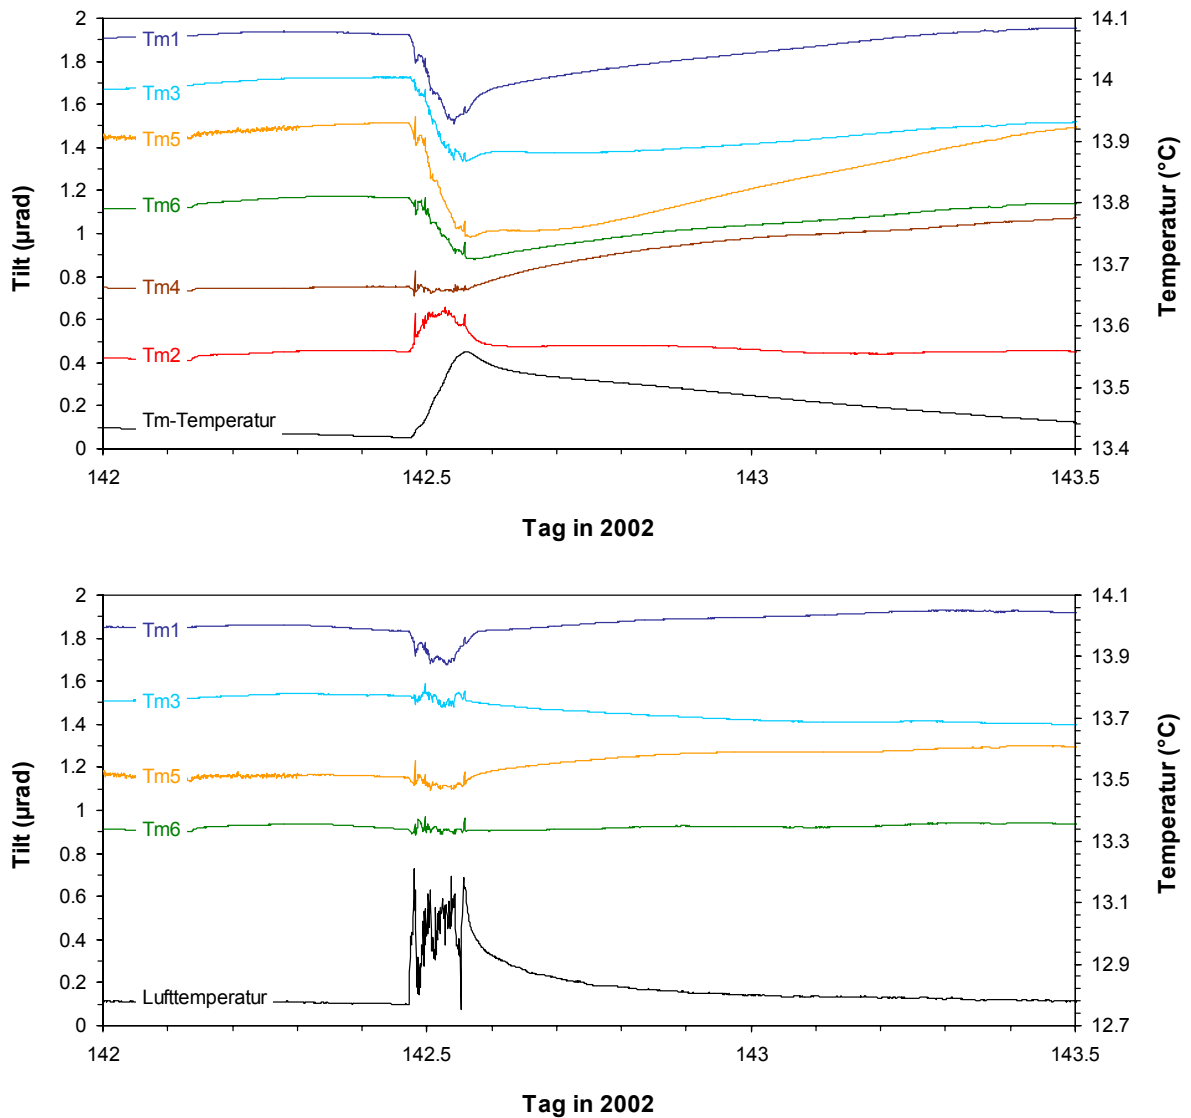 2
1.8
1.6
1.4
1.2
1
0.8
0.6
0.4
0.2
0
Tilt (µrad)
Tm1
Tm3
Tm5
Tm6
Tm4
Tm2
Tm-Temperatur
14.1
14
13.9
13.8
13.7
13.6
13.5
13.4
Temperatur (°C)
142 142.5 143 143.5
Tag in 2002
2
1.8
1.6
1.4
1.2
1
0.8
0.6
0.4
0.2
0
Tilt (µrad)
Tm1
Tm3
Tm5
Tm6
Lufttemperatur
14.1
13.9
13.7
13.5
13.3
13.1
12.9
12.7
Temperatur (°C)
142 142.5 143 143.5
Tag in 2002